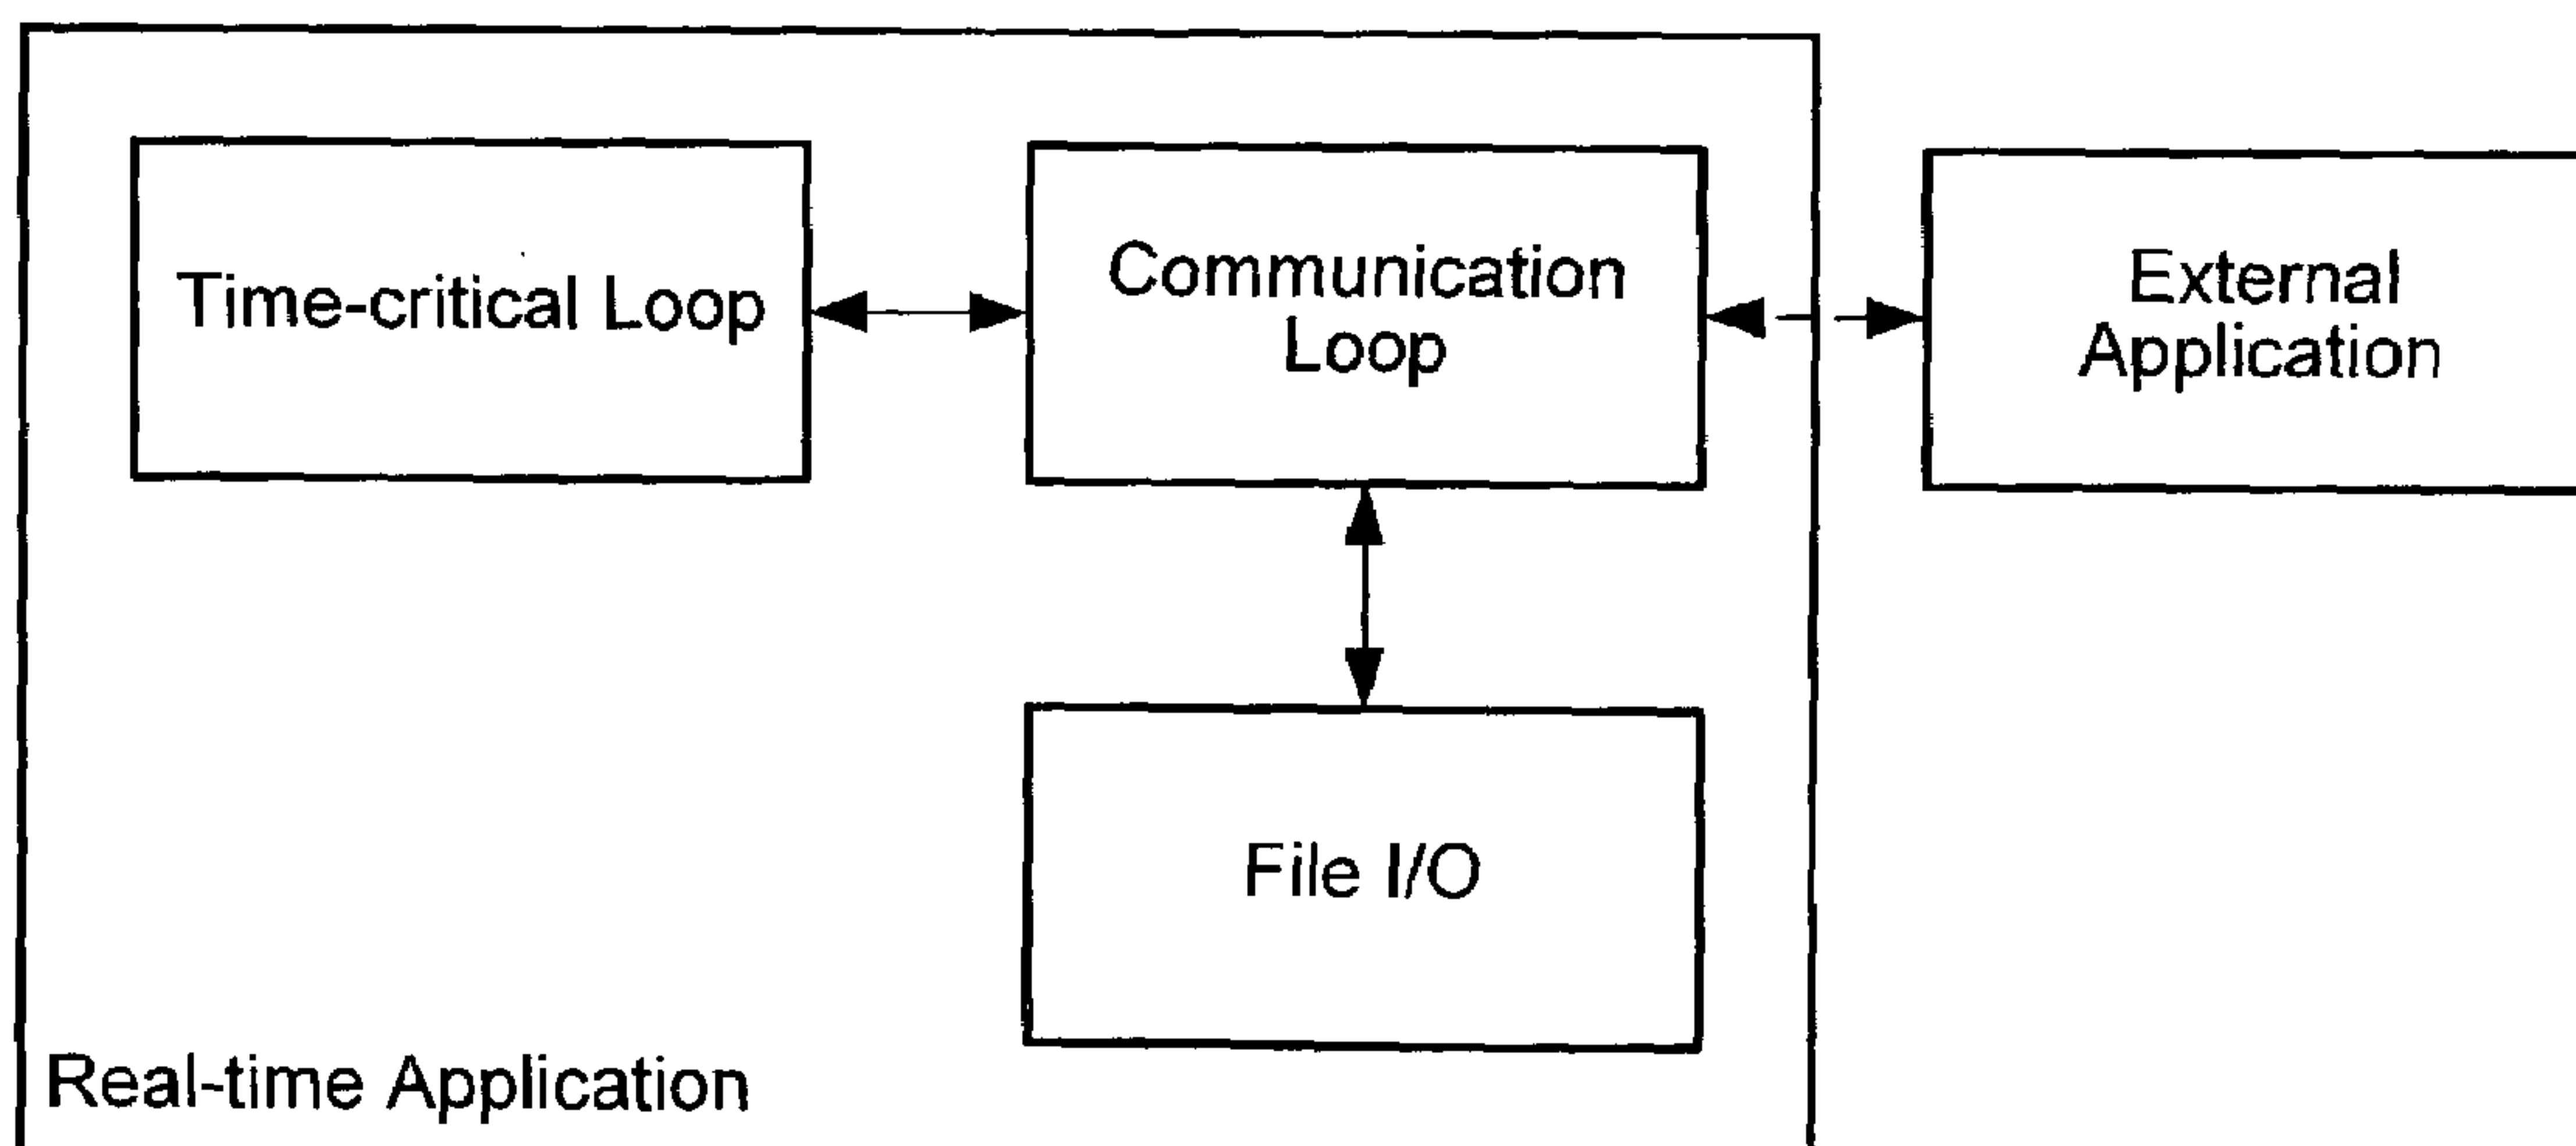 Time-critical Loop
Communication
Loop
External
Application
File I/O
Real-time Application